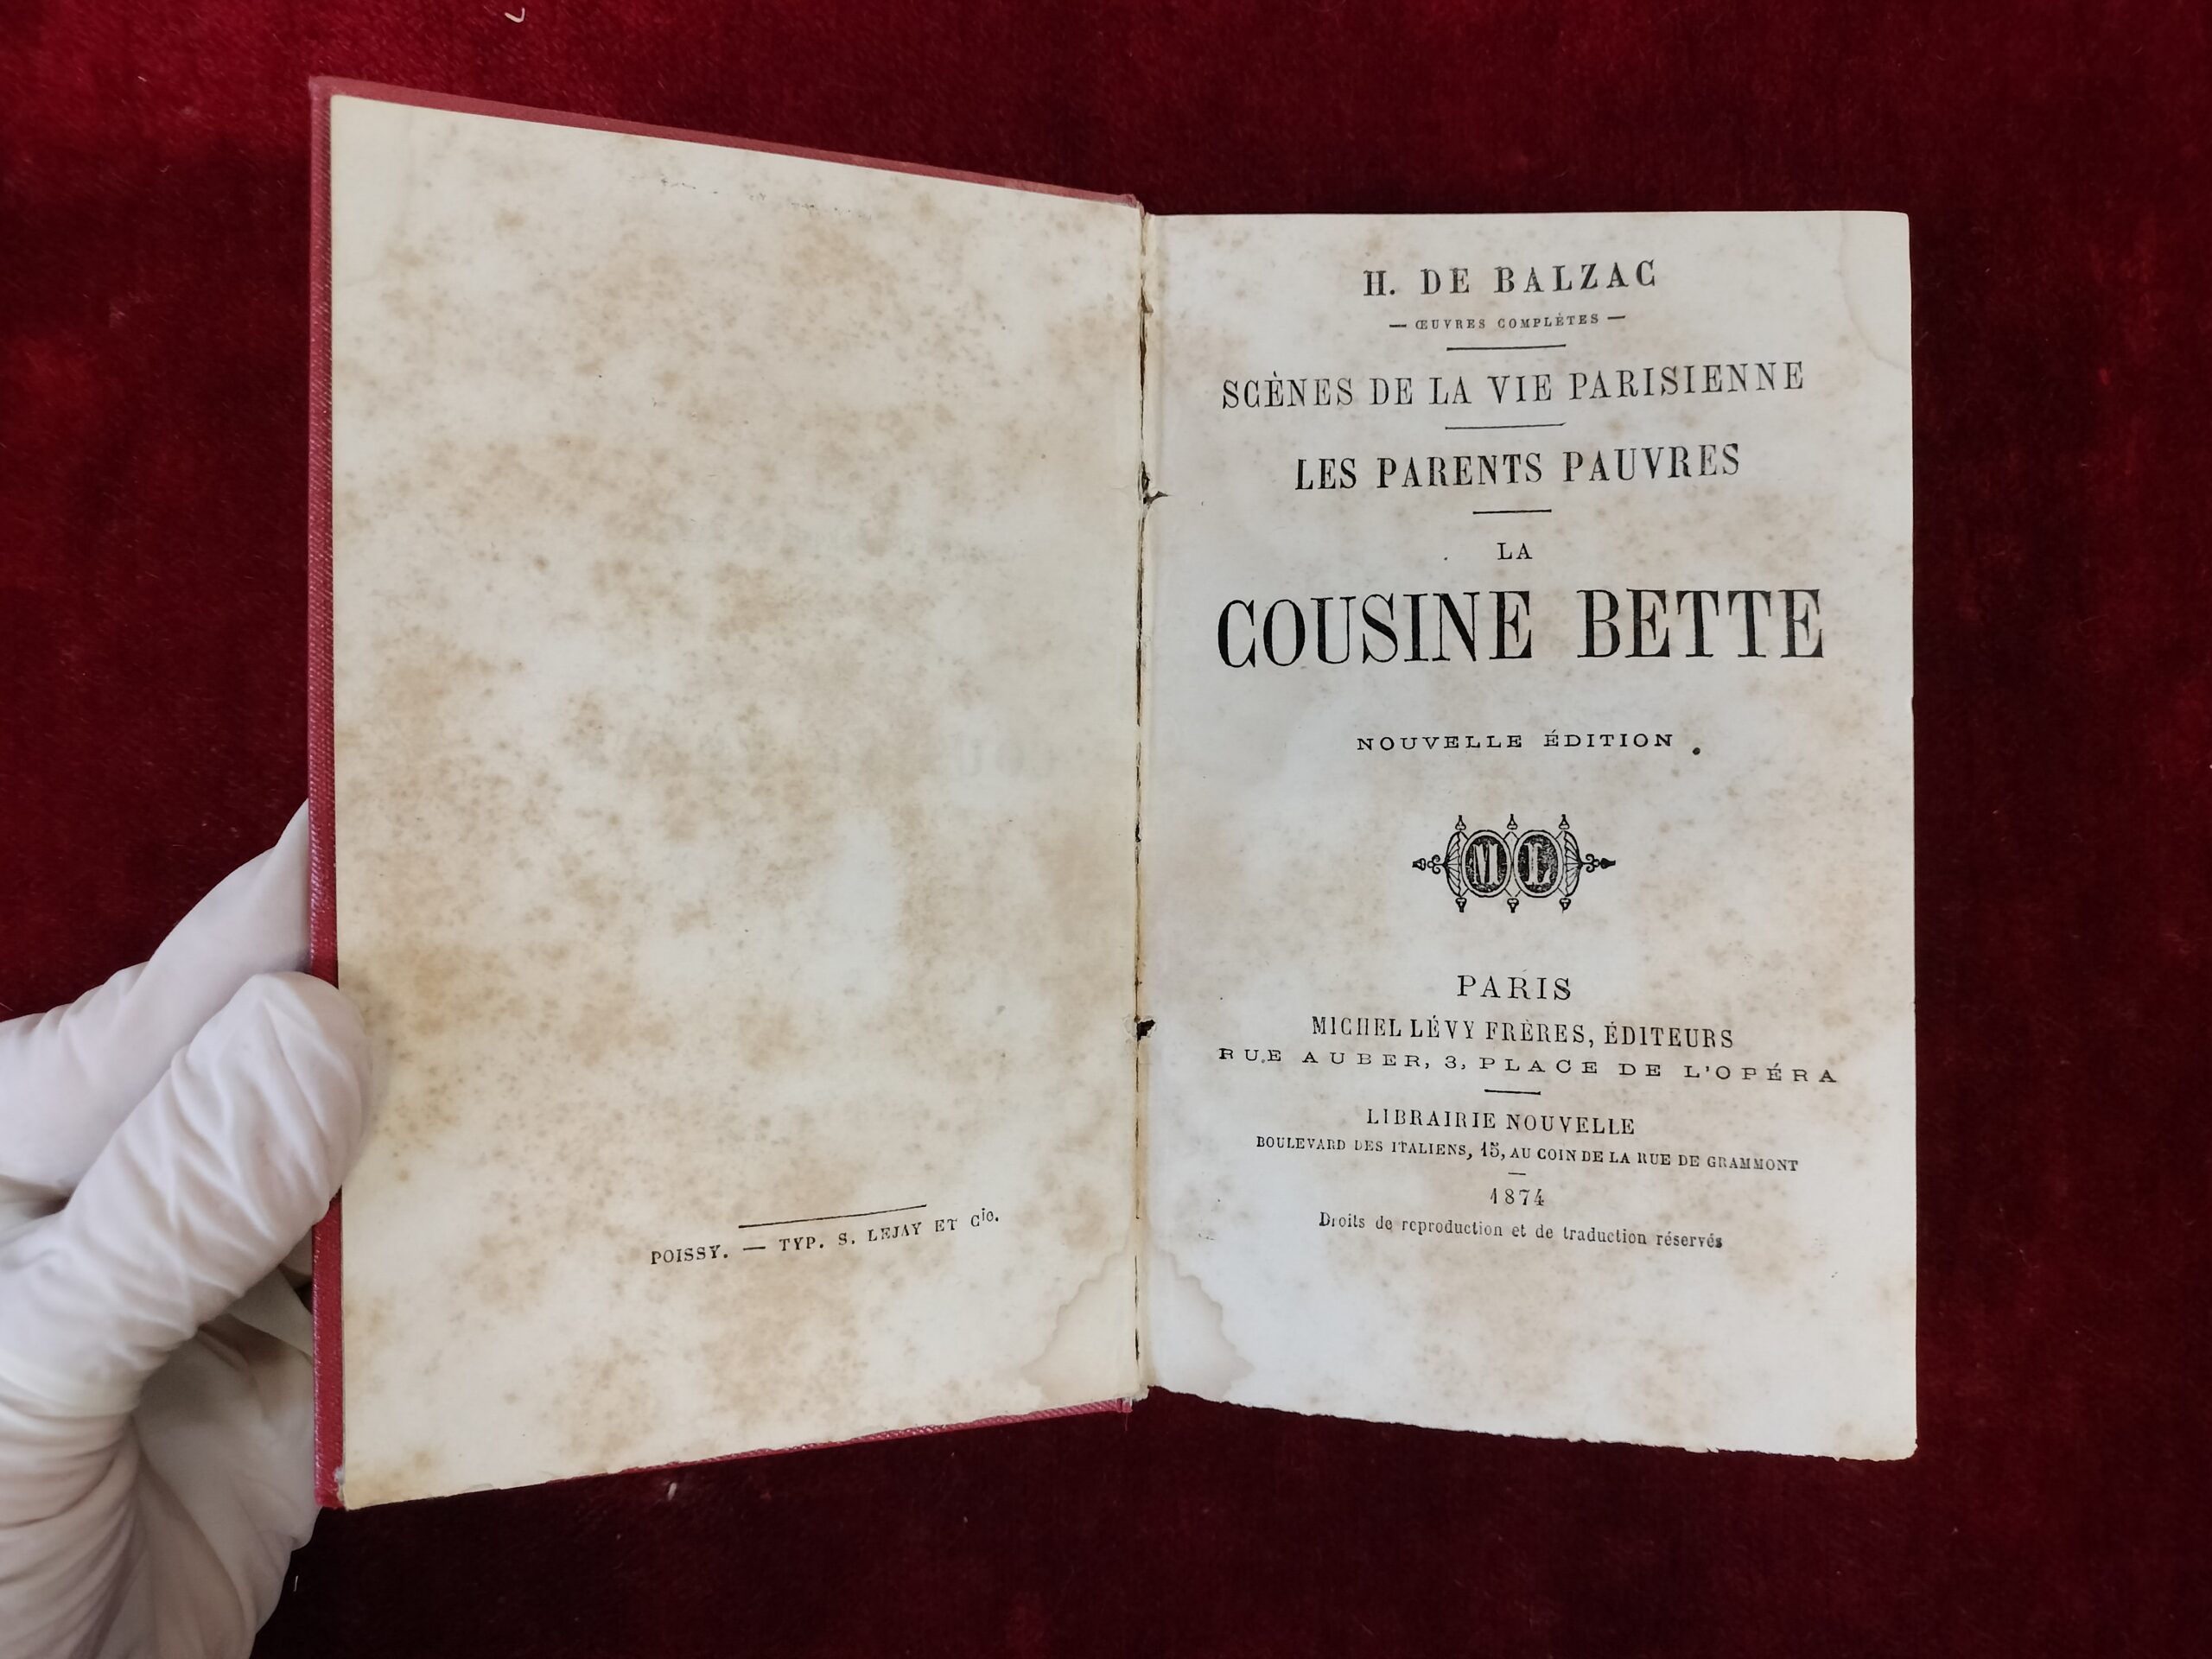 POISSY. — TYP. S. LEJAY ET Cie.
H. DE BALZAC
— ŒUVRES COMPLÈTES —
SCÈNES DE LA VIE PARISIENNE
LES PARENTS PAUVRES
LA
COUSINE BETTE
NOUVELLE ÉDITION
M L
PARIS
MICHEL LÉVY FRÈRES, ÉDITEURS
RUE AUBER, 3, PLACE DE L'OPÉRA
LIBRAIRIE NOUVELLE
BOULEVARD DES ITALIENS, 15, AU COIN DE LA RUE DE GRAMMONT
1874
Droits de reproduction et de traduction réservés